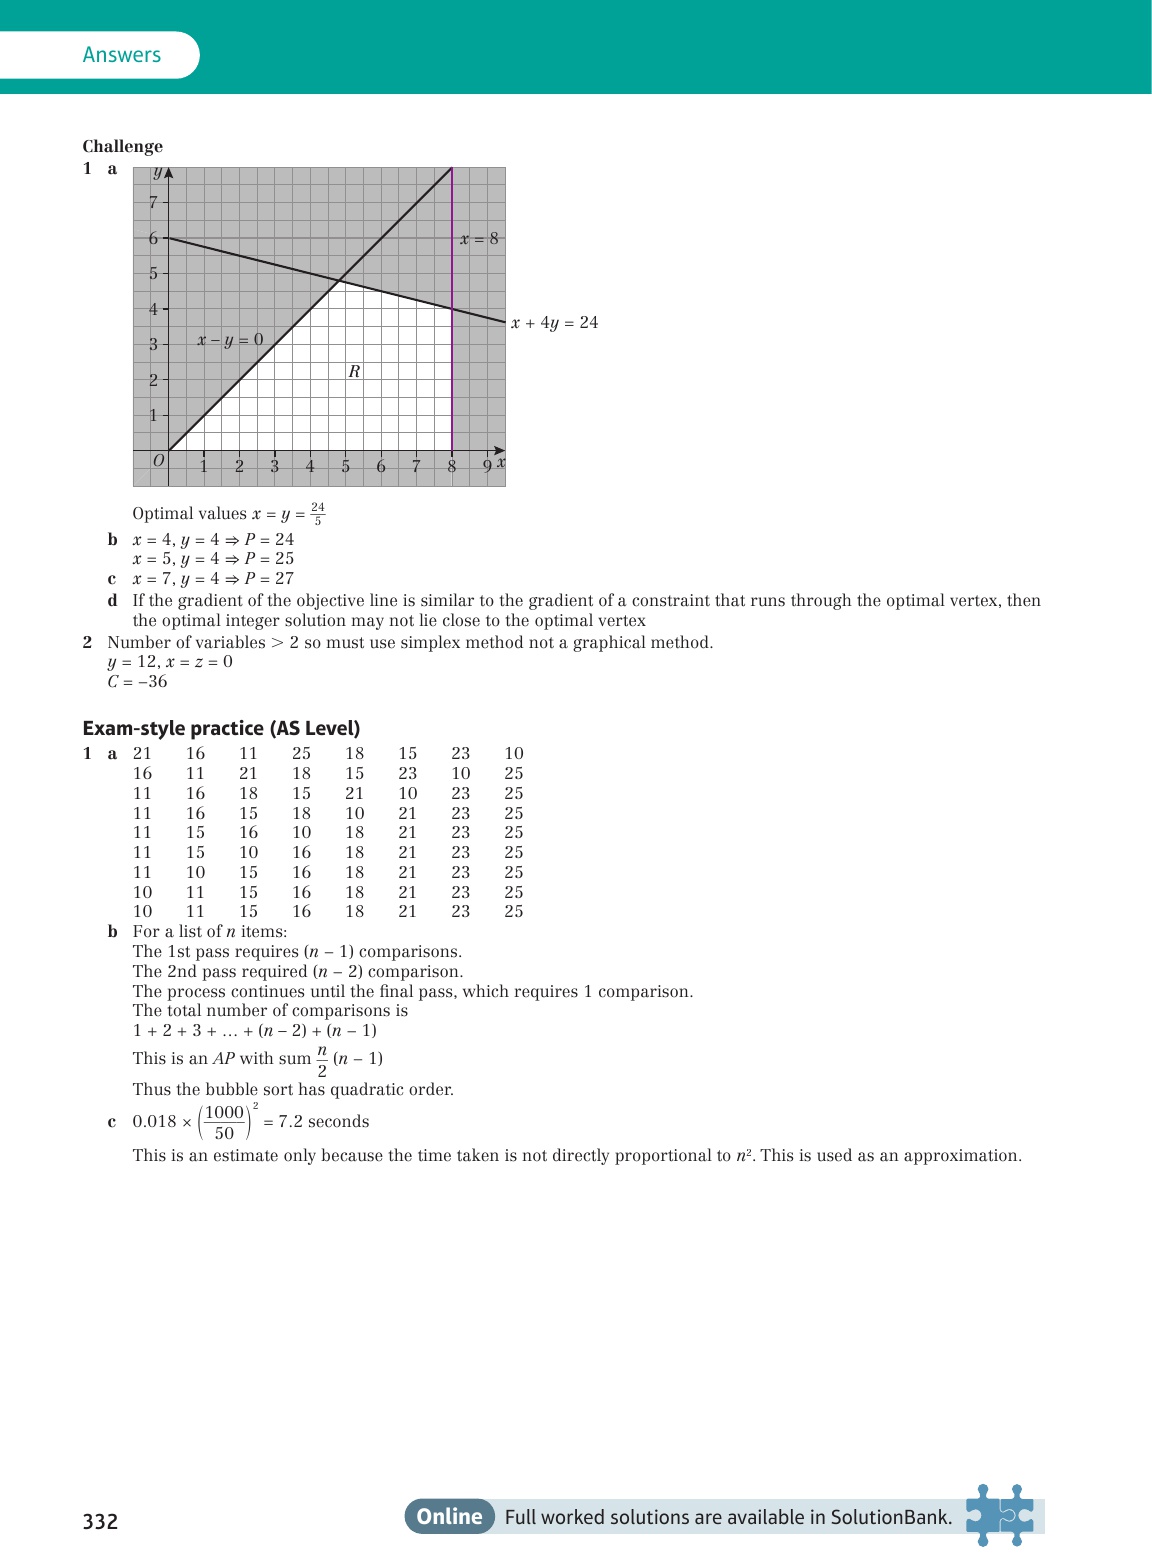 Answers
Challenge
1 a
y
7
6
5
4
3
2
1
O
1 2 3 4 5 6 7 8 9 x
x = 8
x + 4y = 24
x – y = 0
R
Optimal values x = y = 24/5
b x = 4, y = 4 ⇒ P = 24
x = 5, y = 4 ⇒ P = 25
c x = 7, y = 4 ⇒ P = 27
d If the gradient of the objective line is similar to the gradient of a constraint that runs through the optimal vertex, then
the optimal integer solution may not lie close to the optimal vertex
2 Number of variables > 2 so must use simplex method not a graphical method.
y = 12, x = z = 0
C = –36
Exam-style practice (AS Level)
1 a 21 16 11 25 18 15 23 10
16 11 21 18 15 23 10 25
11 16 18 15 21 10 23 25
11 16 15 18 10 21 23 25
11 15 16 10 18 21 23 25
11 15 10 16 18 21 23 25
11 10 15 16 18 21 23 25
10 11 15 16 18 21 23 25
10 11 15 16 18 21 23 25
b For a list of n items:
The 1st pass requires (n – 1) comparisons.
The 2nd pass required (n – 2) comparison.
The process continues until the final pass, which requires 1 comparison.
The total number of comparisons is
1 + 2 + 3 + … + (n – 2) + (n – 1)
This is an AP with sum n/2 (n – 1)
Thus the bubble sort has quadratic order.
c 0.018 × (1000/50)² = 7.2 seconds
This is an estimate only because the time taken is not directly proportional to n². This is used as an approximation.
332
Online Full worked solutions are available in SolutionBank.